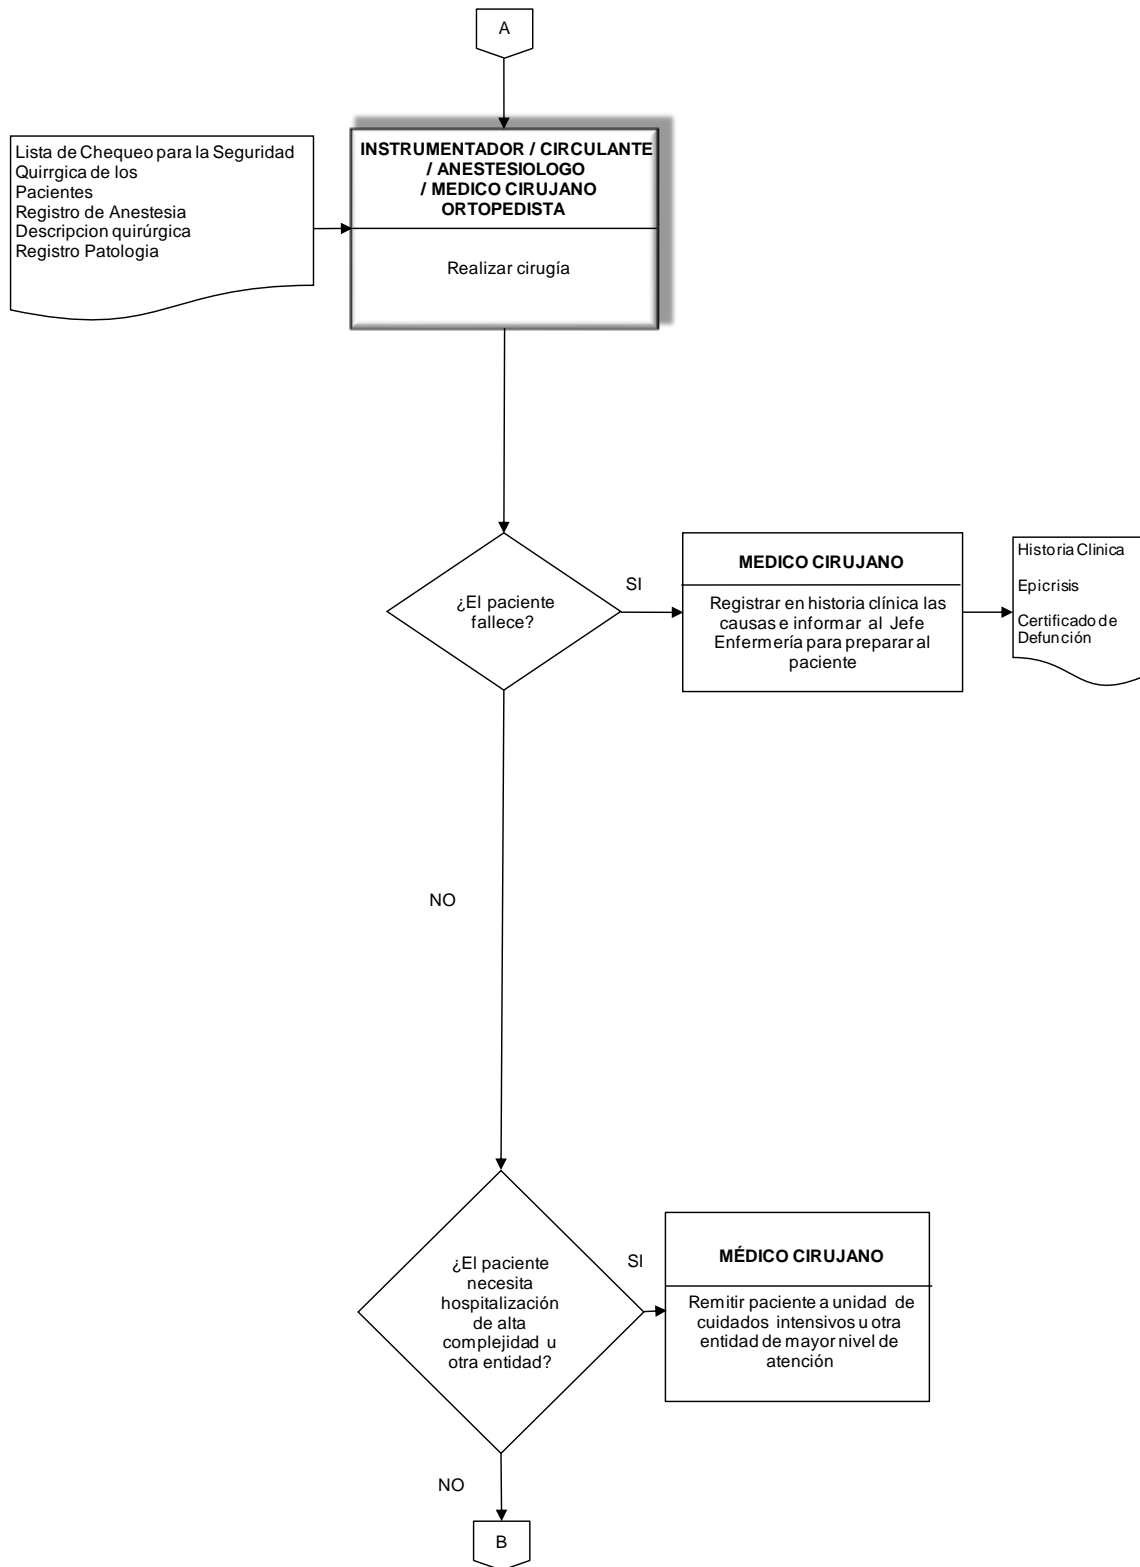 A
Lista de Chequeo para la Seguridad
Quirrgica de los
Pacientes
Registro de Anestesia
Descripcion quirúrgica
Registro Patologia
INSTRUMENTADOR / CIRCULANTE
/ ANESTESIOLOGO
/ MEDICO CIRUJANO
ORTOPEDISTA
Realizar cirugía
¿El paciente
fallece?
SI
MEDICO CIRUJANO
Registrar en historia clínica las
causas e informar al Jefe
Enfermería para preparar al
paciente
Historia Clinica
Epicrisis
Certificado de
Defunción
NO
¿El paciente
necesita
hospitalización
de alta
complejidad u
otra entidad?
SI
MÉDICO CIRUJANO
Remitir paciente a unidad de
cuidados intensivos u otra
entidad de mayor nivel de
atención
NO
B